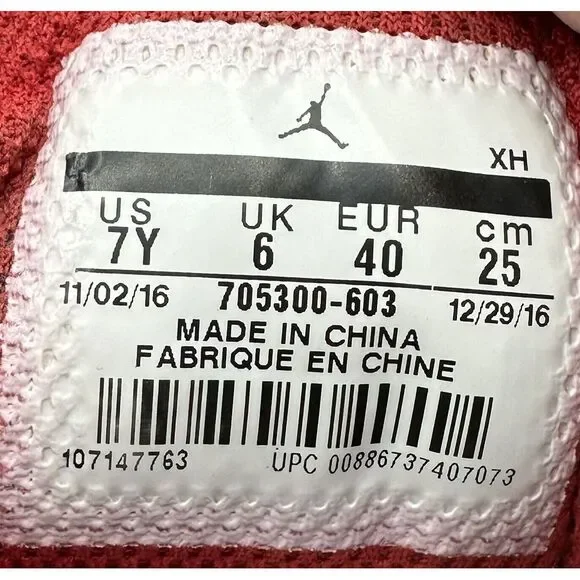 XH
US UK EUR cm
7Y 6 40 25
11/02/16 705300-603 12/29/16
MADE IN CHINA
FABRIQUE EN CHINE
107147763 UPC 00886737407073